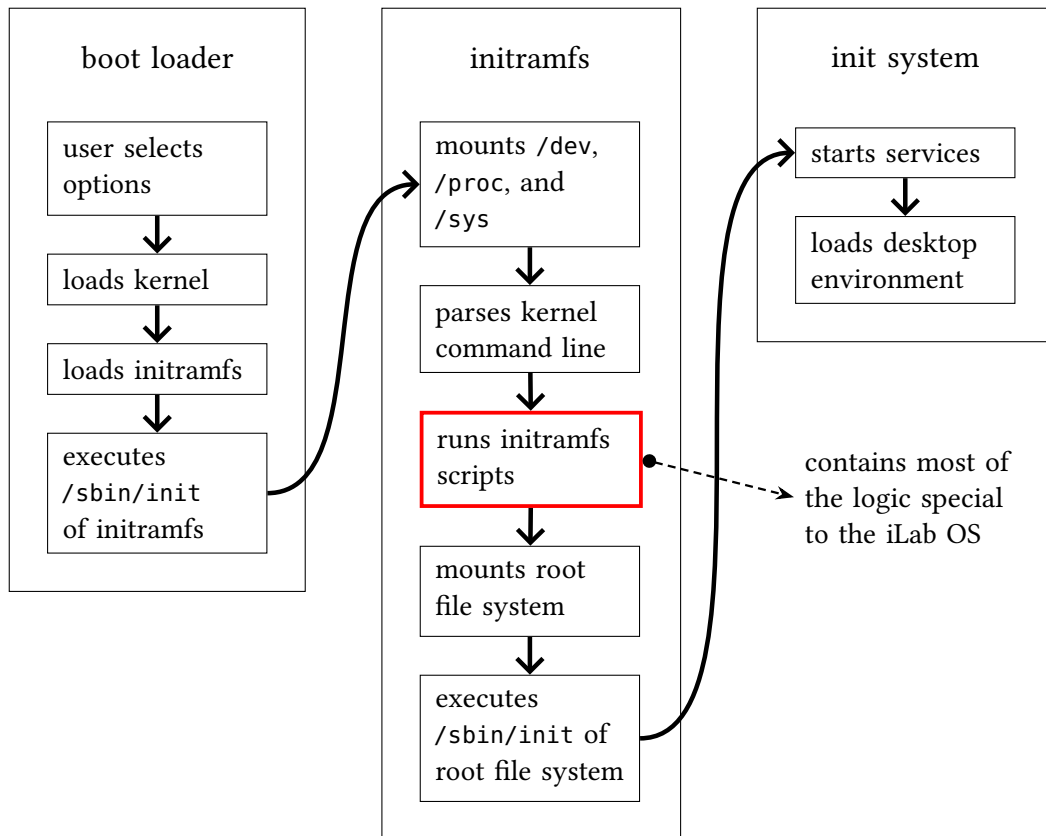 boot loader
user selects
options
loads kernel
loads initramfs
executes
/sbin/init
of initramfs
initramfs
mounts /dev,
/proc, and
/sys
parses kernel
command line
runs initramfs
scripts
mounts root
file system
executes
/sbin/init of
root file system
init system
starts services
loads desktop
environment
contains most of
the logic special
to the iLab OS